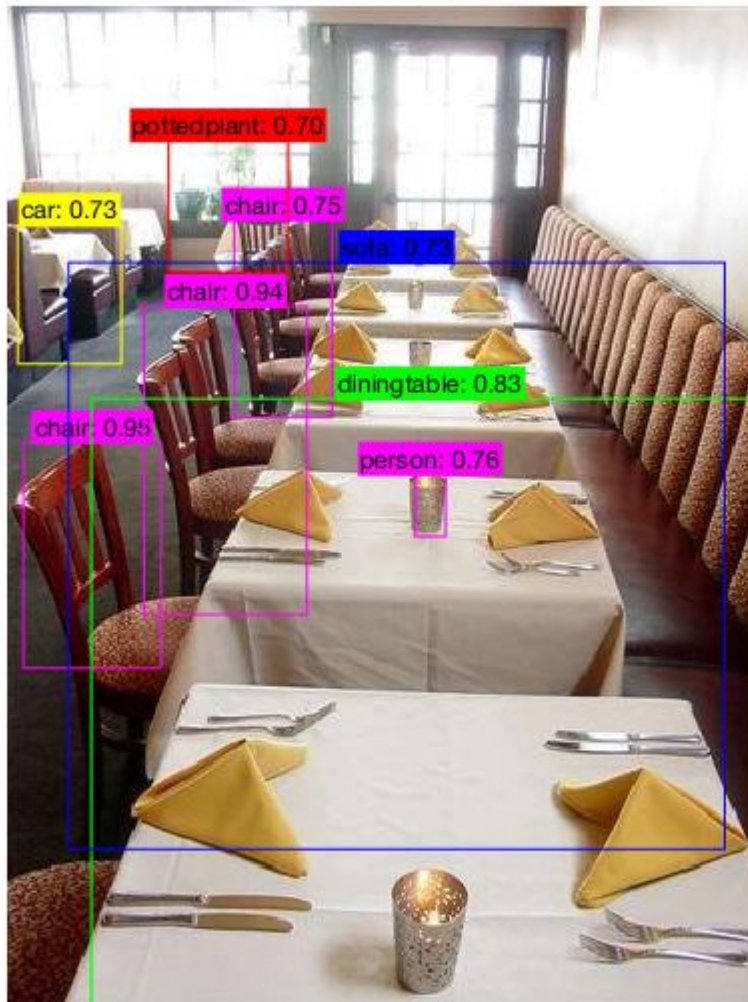 pottedplant: 0.70
car: 0.73
chair: 0.75
sofa: 0.73
chair: 0.94
diningtable: 0.83
chair: 0.95
person: 0.76